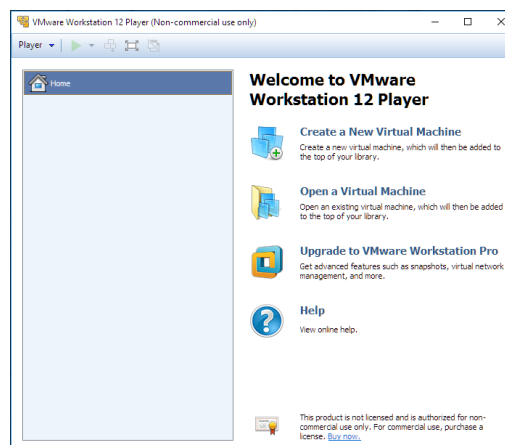 VMware Workstation 12 Player (Non-commercial use only)
Player
Home
Welcome to VMware
Workstation 12 Player
Create a New Virtual Machine
Create a new virtual machine, which will then be added to
the top of your library.
Open a Virtual Machine
Open an existing virtual machine, which will then be added
to the top of your library.
Upgrade to VMware Workstation Pro
Get advanced features such as snapshots, virtual network
management, and more.
Help
View online help.
This product is not licensed and is authorized for non-
commercial use only. For commercial use, purchase a
license. Buy now.